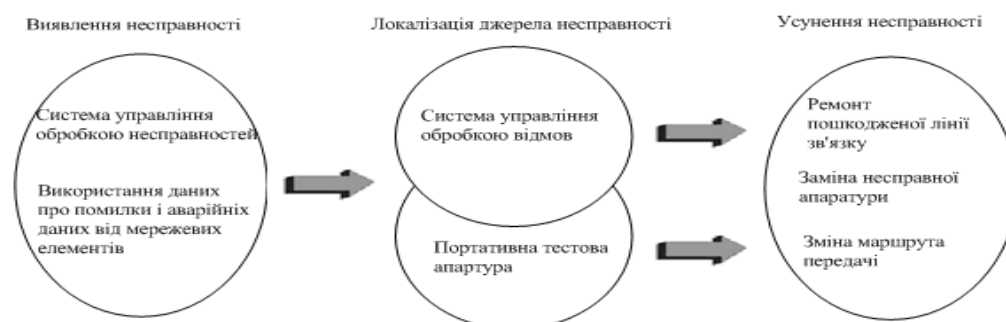 Виявлення несправності
Локалізація джерела несправності
Усунення несправності
Система управління
обробкою несправностей
Використання даних
про помилки і аварійних
даних від мережевих
елементів
Система управління
обробкою відмов
Портативна тестова
апартура
Ремонт
пошкодженої лінії
зв'язку
Заміна несправної
апаратури
Зміна маршрута
передачі